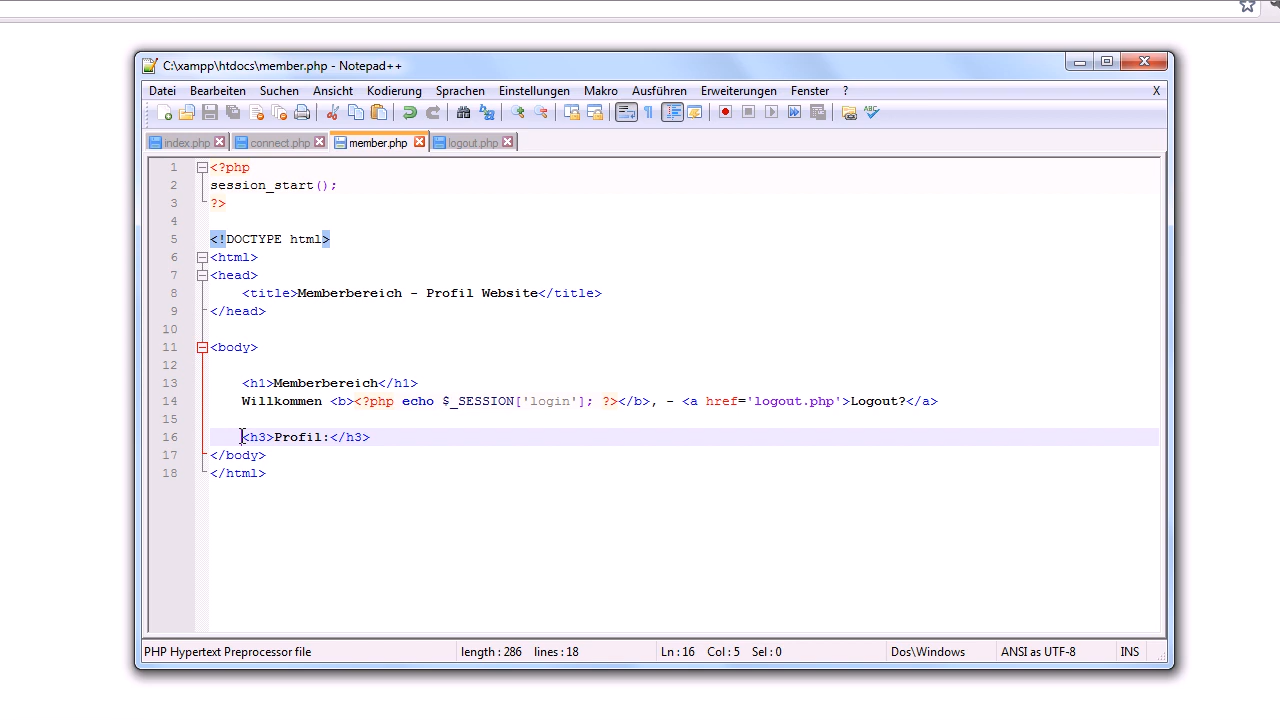 C:\xampp\htdocs\member.php - Notepad++
Datei Bearbeiten Suchen Ansicht Kodierung Sprachen Einstellungen Makro Ausführen Erweiterungen Fenster ? X
index.php connect.php member.php logout.php
1 <?php
2 session_start();
3 ?>
4
5 <!DOCTYPE html>
6 <html>
7 <head>
8 <title>Memberbereich - Profil Website</title>
9 </head>
10
11 <body>
12
13 <h1>Memberbereich</h1>
14 Willkommen <b><?php echo $_SESSION['login']; ?></b>, - <a href='logout.php'>Logout?</a>
15
16 <h3>Profil:</h3>
17 </body>
18 </html>
PHP Hypertext Preprocessor file length : 286 lines : 18 Ln : 16 Col : 5 Sel : 0 Dos\Windows ANSI as UTF-8 INS